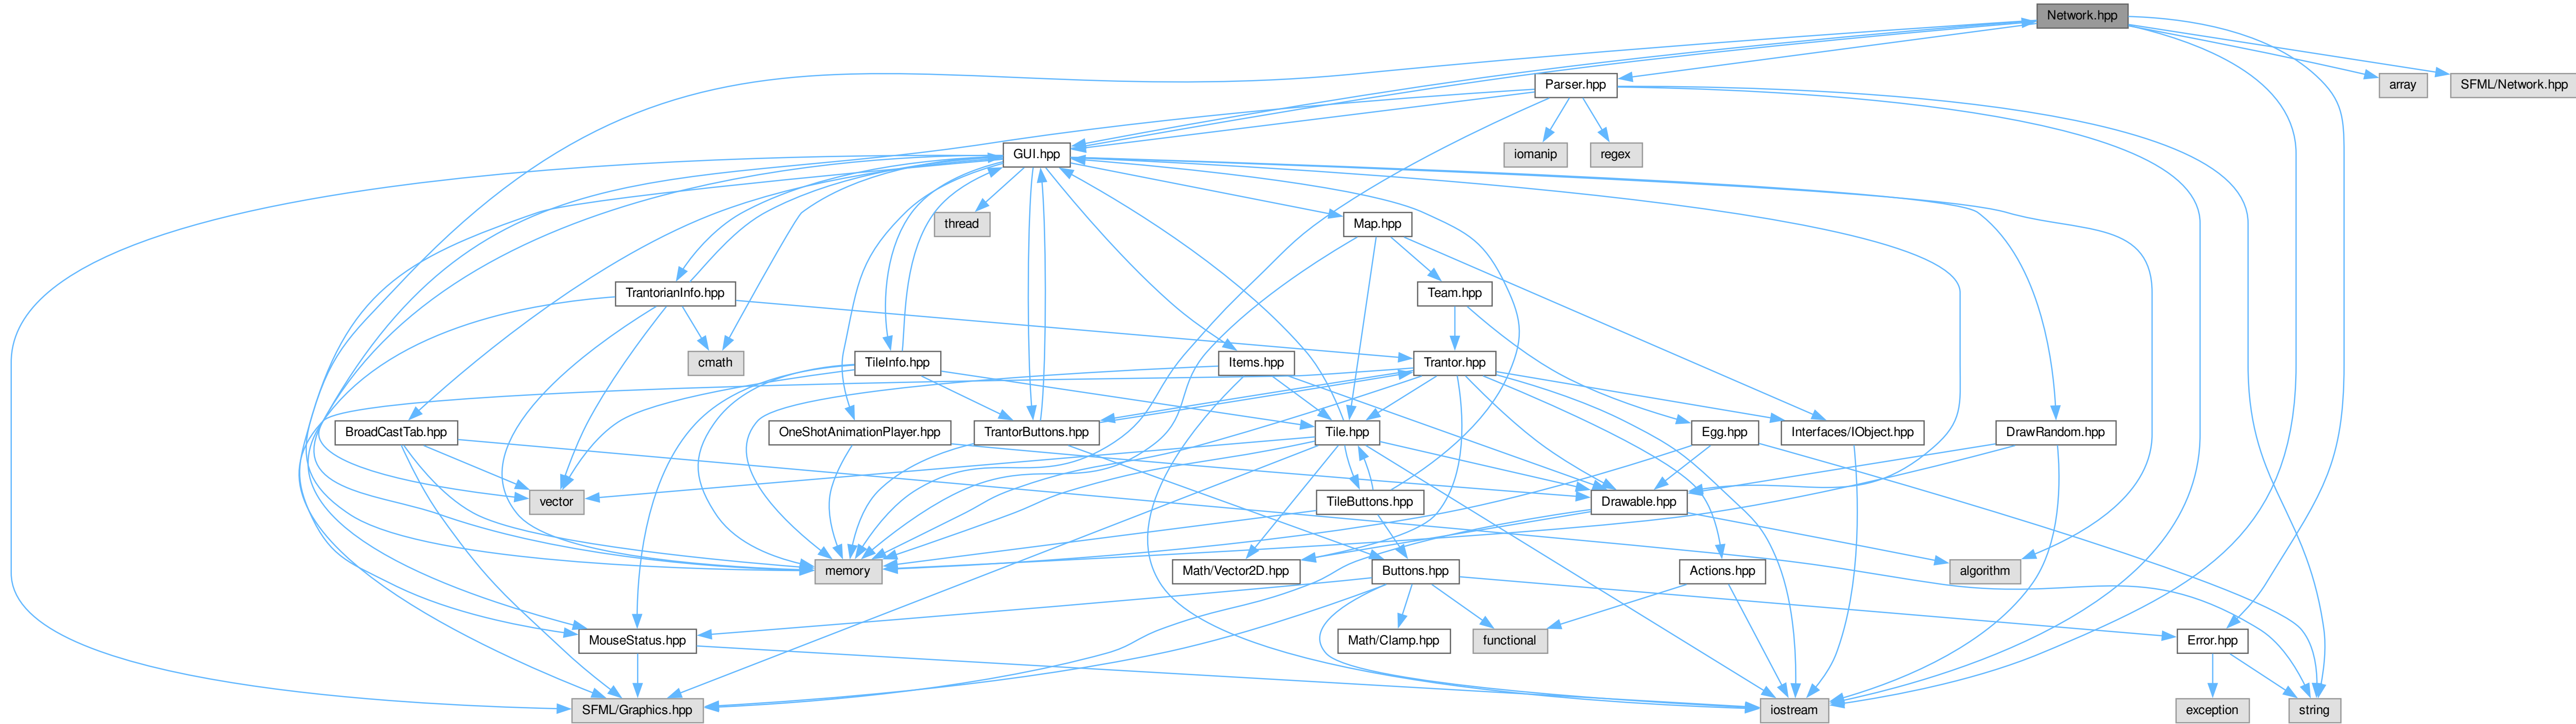 Network.hpp
Parser.hpp
array
SFML/Network.hpp
GUI.hpp
iomanip
regex
thread
Map.hpp
TrantorianInfo.hpp
Team.hpp
cmath
TileInfo.hpp
Items.hpp
Trantor.hpp
BroadCastTab.hpp
OneShotAnimationPlayer.hpp
TrantorButtons.hpp
Tile.hpp
Egg.hpp
Interfaces/IObject.hpp
DrawRandom.hpp
vector
TileButtons.hpp
Drawable.hpp
memory
Math/Vector2D.hpp
Buttons.hpp
Actions.hpp
algorithm
MouseStatus.hpp
Math/Clamp.hpp
functional
Error.hpp
SFML/Graphics.hpp
iostream
exception
string